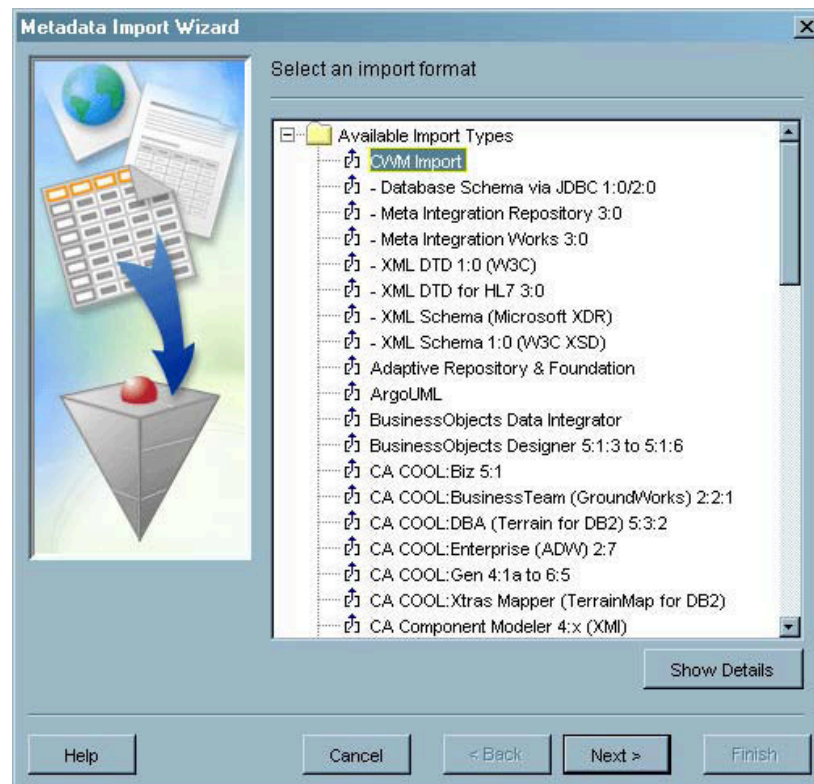 Metadata Import Wizard
Select an import format
Available Import Types
CWM Import
- Database Schema via JDBC 1:0/2:0
- Meta Integration Repository 3:0
- Meta Integration Works 3:0
- XML DTD 1:0 (W3C)
- XML DTD for HL7 3:0
- XML Schema (Microsoft XDR)
- XML Schema 1:0 (W3C XSD)
Adaptive Repository & Foundation
ArgoUML
BusinessObjects Data Integrator
BusinessObjects Designer 5:1:3 to 5:1:6
CA COOL:Biz 5:1
CA COOL:BusinessTeam (GroundWorks) 2:2:1
CA COOL:DBA (Terrain for DB2) 5:3:2
CA COOL:Enterprise (ADW) 2:7
CA COOL:Gen 4:1a to 6:5
CA COOL:Xtras Mapper (TerrainMap for DB2)
CA Component Modeler 4:x (XMI)
Show Details
Help
Cancel
< Back
Next >
Finish